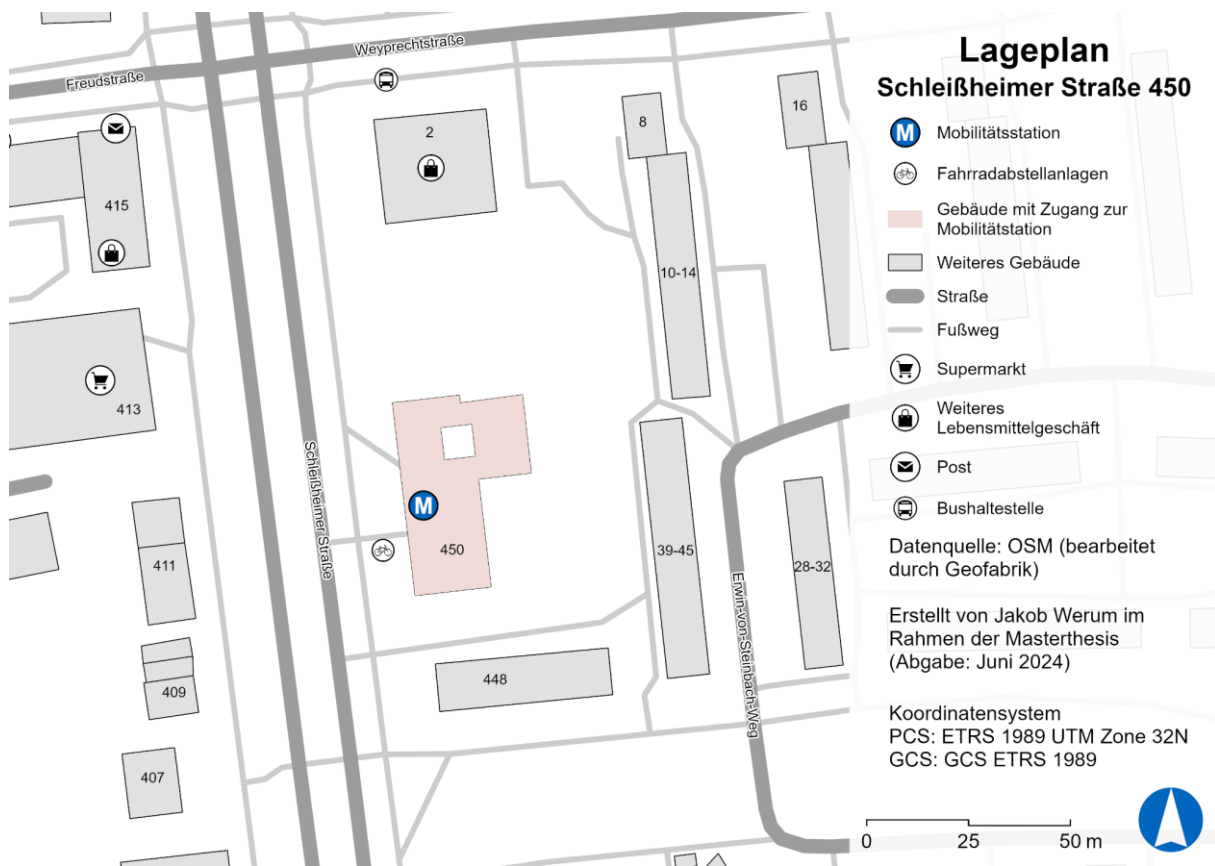 Lageplan
Schleißheimer Straße 450
M
Mobilitätsstation
Fahrradabstellanlagen
Gebäude mit Zugang zur
Mobilitätstation
Weiteres Gebäude
Straße
Fußweg
Supermarkt
Weiteres
Lebensmittelgeschäft
Post
Bushaltestelle
Datenquelle: OSM (bearbeitet
durch Geofabrik)
Erstellt von Jakob Werum im
Rahmen der Masterthesis
(Abgabe: Juni 2024)
Koordinatensystem
PCS: ETRS 1989 UTM Zone 32N
GCS: GCS ETRS 1989
0 25 50 m
Weyprechtstraße
Freudstraße
2
8
16
415
10-14
413
Schleißheimer Straße
M
450
411
39-45
28-32
Erwin-von-Steinbach-Weg
448
409
407